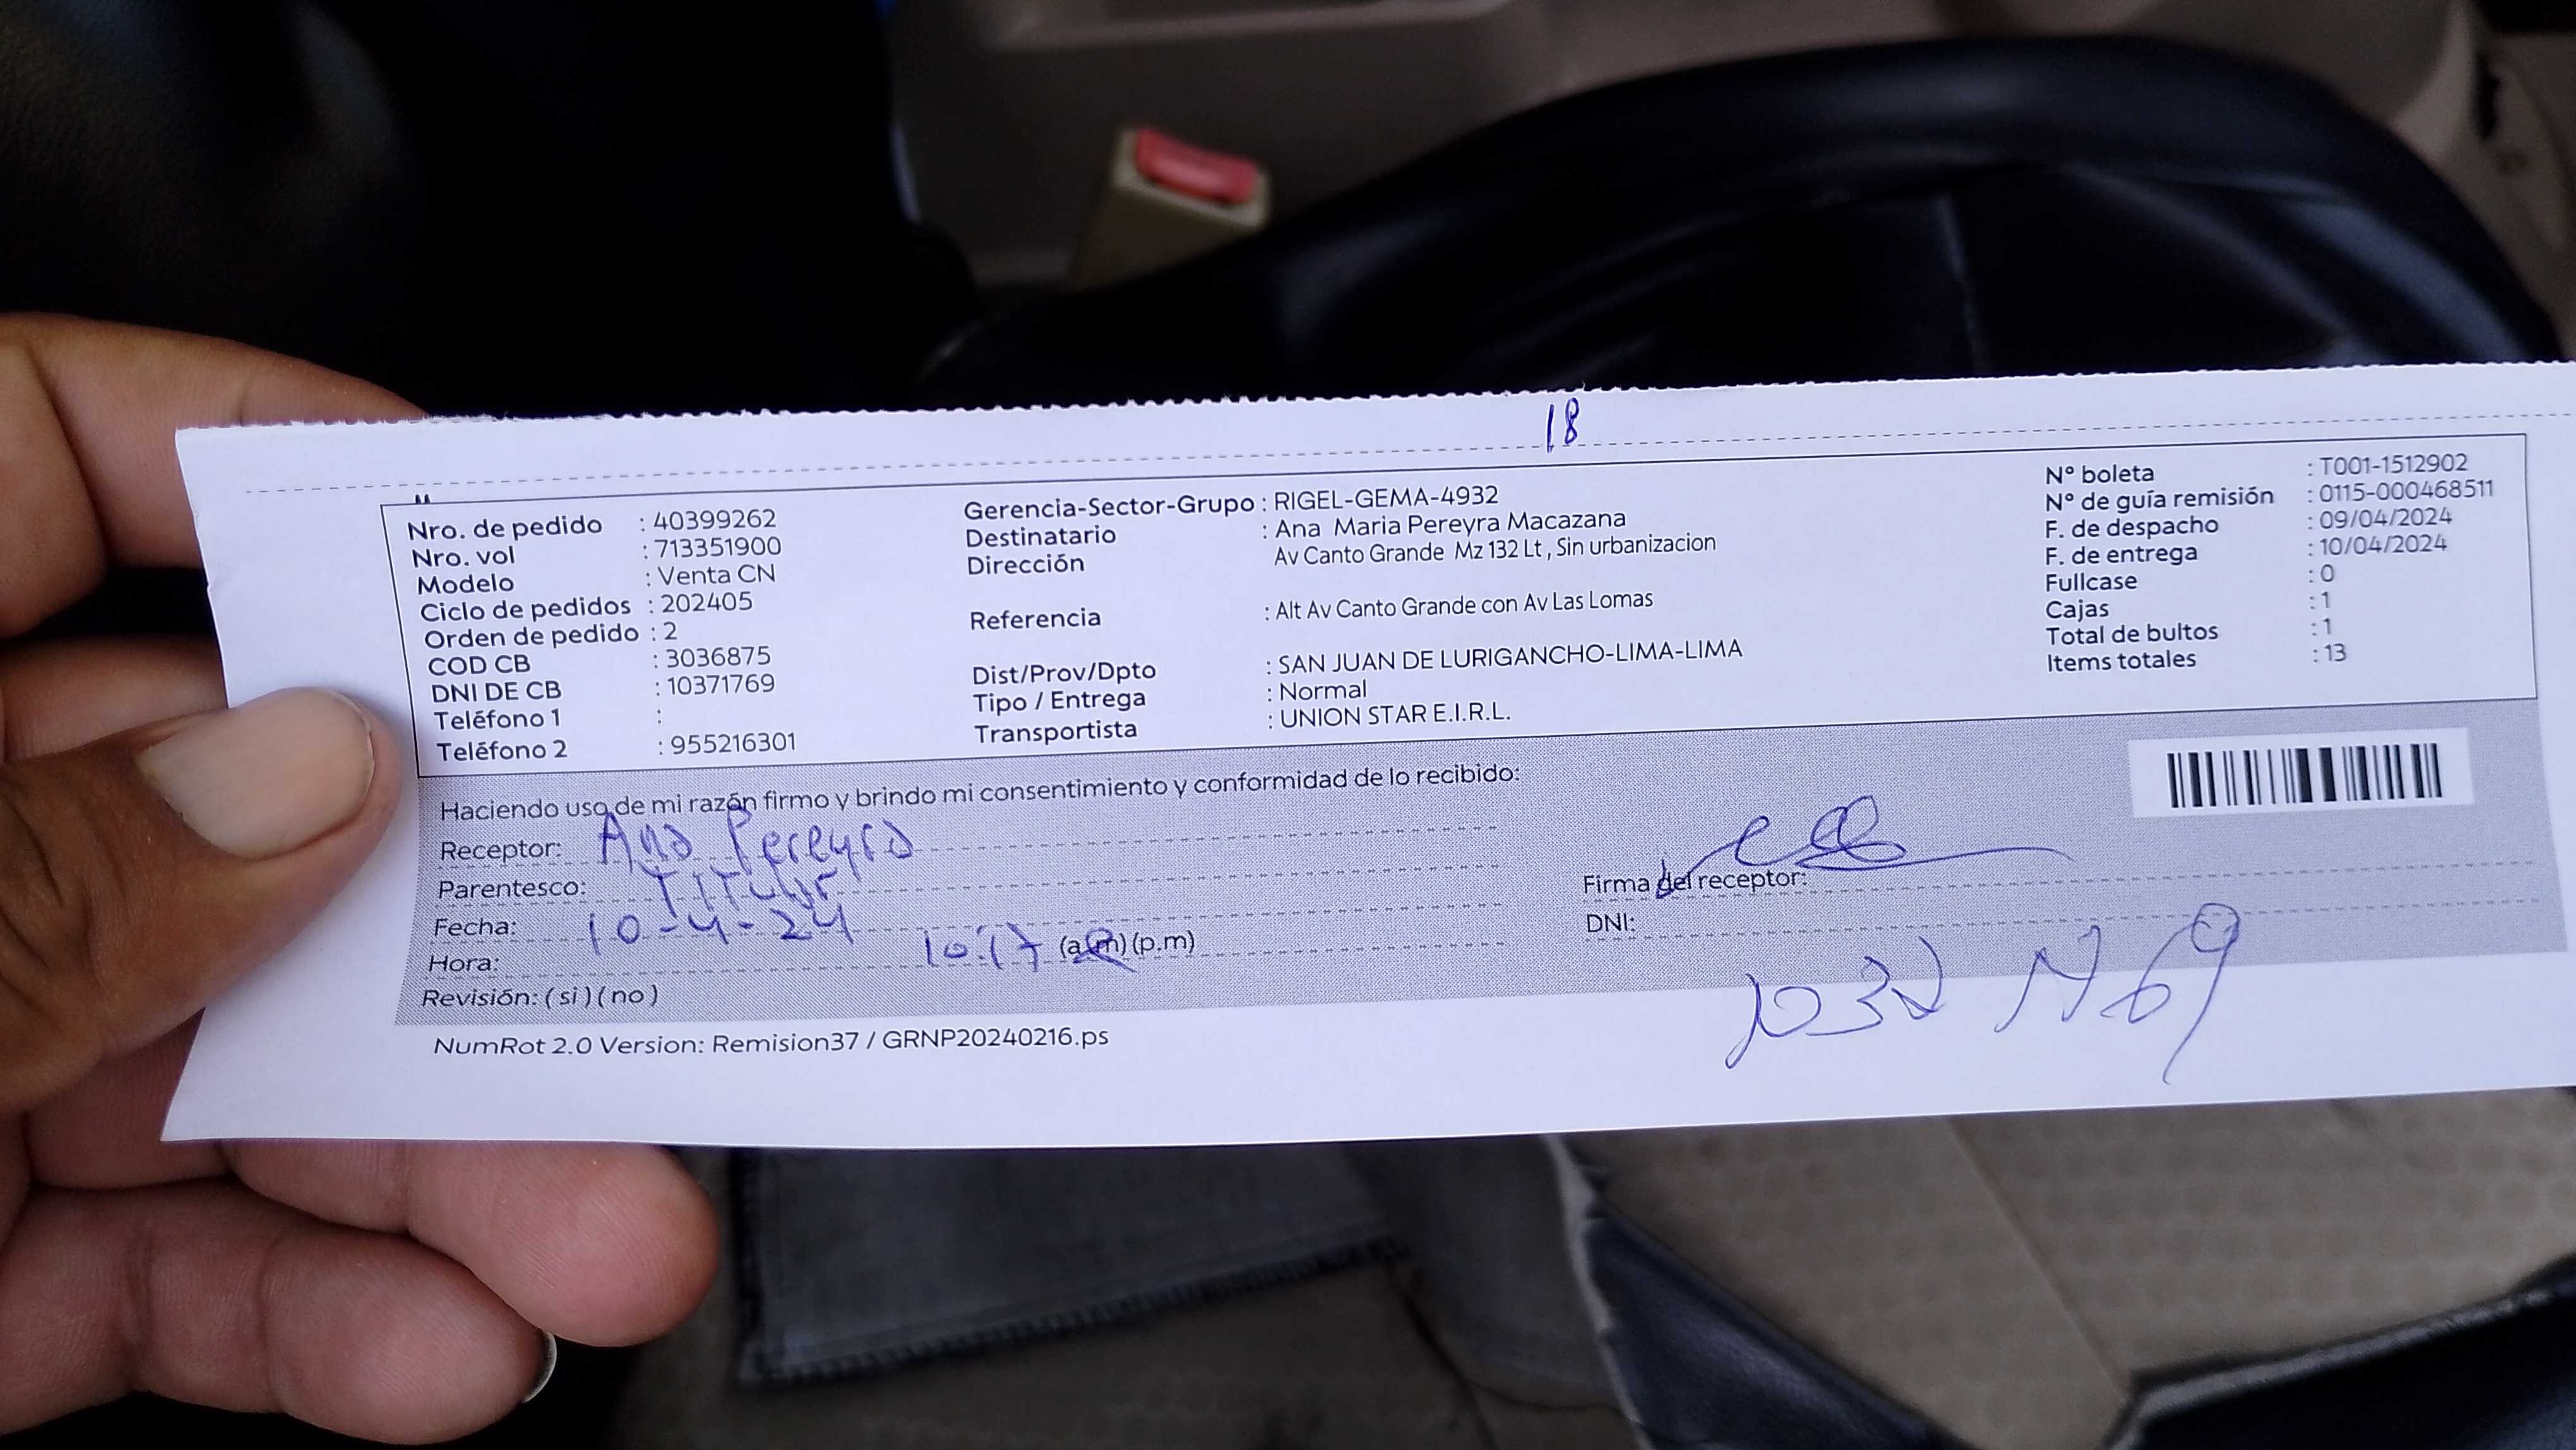 18
Nro. de pedido : 40399262
Nro. vol : 713351900
Modelo : Venta CN
Ciclo de pedidos : 202405
Orden de pedido : 2
COD CB : 3036875
DNI DE CB : 10371769
Teléfono 1 :
Teléfono 2 : 955216301
Gerencia-Sector-Grupo : RIGEL-GEMA-4932
Destinatario : Ana Maria Pereyra Macazana
Dirección Av Canto Grande Mz 132 Lt , Sin urbanizacion
Referencia : Alt Av Canto Grande con Av Las Lomas
Dist/Prov/Dpto : SAN JUAN DE LURIGANCHO-LIMA-LIMA
Tipo / Entrega : Normal
Transportista : UNION STAR E.I.R.L.
N° boleta : T001-1512902
N° de guía remisión : 0115-000468511
F. de despacho : 09/04/2024
F. de entrega : 10/04/2024
Fullcase : 0
Cajas : 1
Total de bultos : 1
Items totales : 13
Haciendo uso de mi razón firmo y brindo mi consentimiento y conformidad de lo recibido:
Receptor: Ana Pereyra
Parentesco: Titular
Fecha: 10-4-24
Hora: 10:17 (a.m) (p.m)
Revisión: ( si ) ( no )
Firma del receptor:
DNI:
NumRot 2.0 Version: Remision37 / GRNP20240216.ps